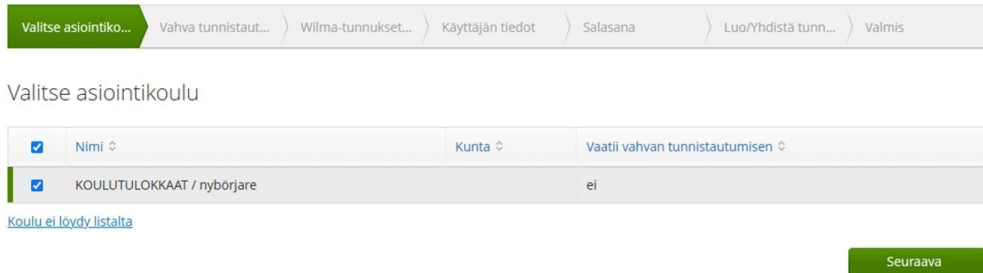 Valitse asiointiko... Vahva tunnistaut... Wilma-tunnukset... Käyttäjän tiedot Salasana Luo/Yhdistä tunn... Valmis
Valitse asiointikoulu
Nimi Kunta Vaatii vahvan tunnistautumisen
KOULUTULOKKAAT / nybörjare ei
Koulu ei löydy listalta
Seuraava